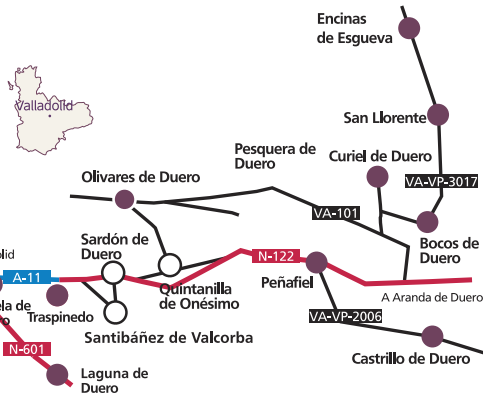 Encinas
de Esgueva
Valladolid
San Llorente
Pesquera de
Duero
Curiel de Duero
Olivares de Duero
VA-VP-3017
VA-101
Sardón de
Duero
Bocos de
Duero
N-122
A-11
Peñafiel
Quintanilla
de Onésimo
A Aranda de Duero
Traspinedo
VA-VP-2006
Santibáñez de Valcorba
N-601
Castrillo de Duero
Laguna de
Duero